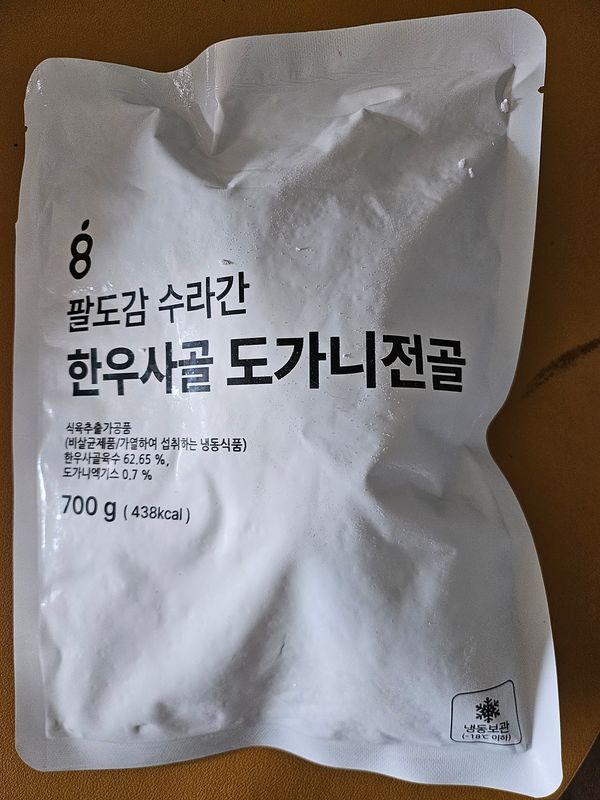 8
팔도감 수라간
한우사골 도가니전골
식육추출가공품
(비살균제품/가열하여 섭취하는 냉동식품)
한우사골육수 62.65 %,
도가니엑기스 0.7 %
700 g ( 438kcal )
냉동보관
(-18℃ 이하)